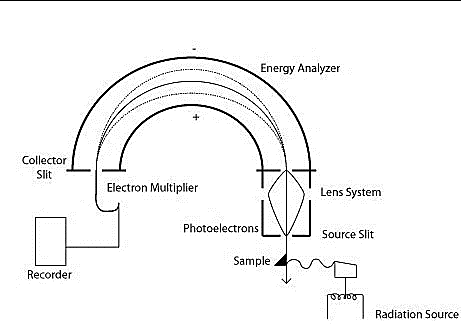 -
Energy Analyzer
+
Collector
Slit
Electron Multiplier
Lens System
Photoelectrons
Source Slit
Sample
Recorder
Radiation Source